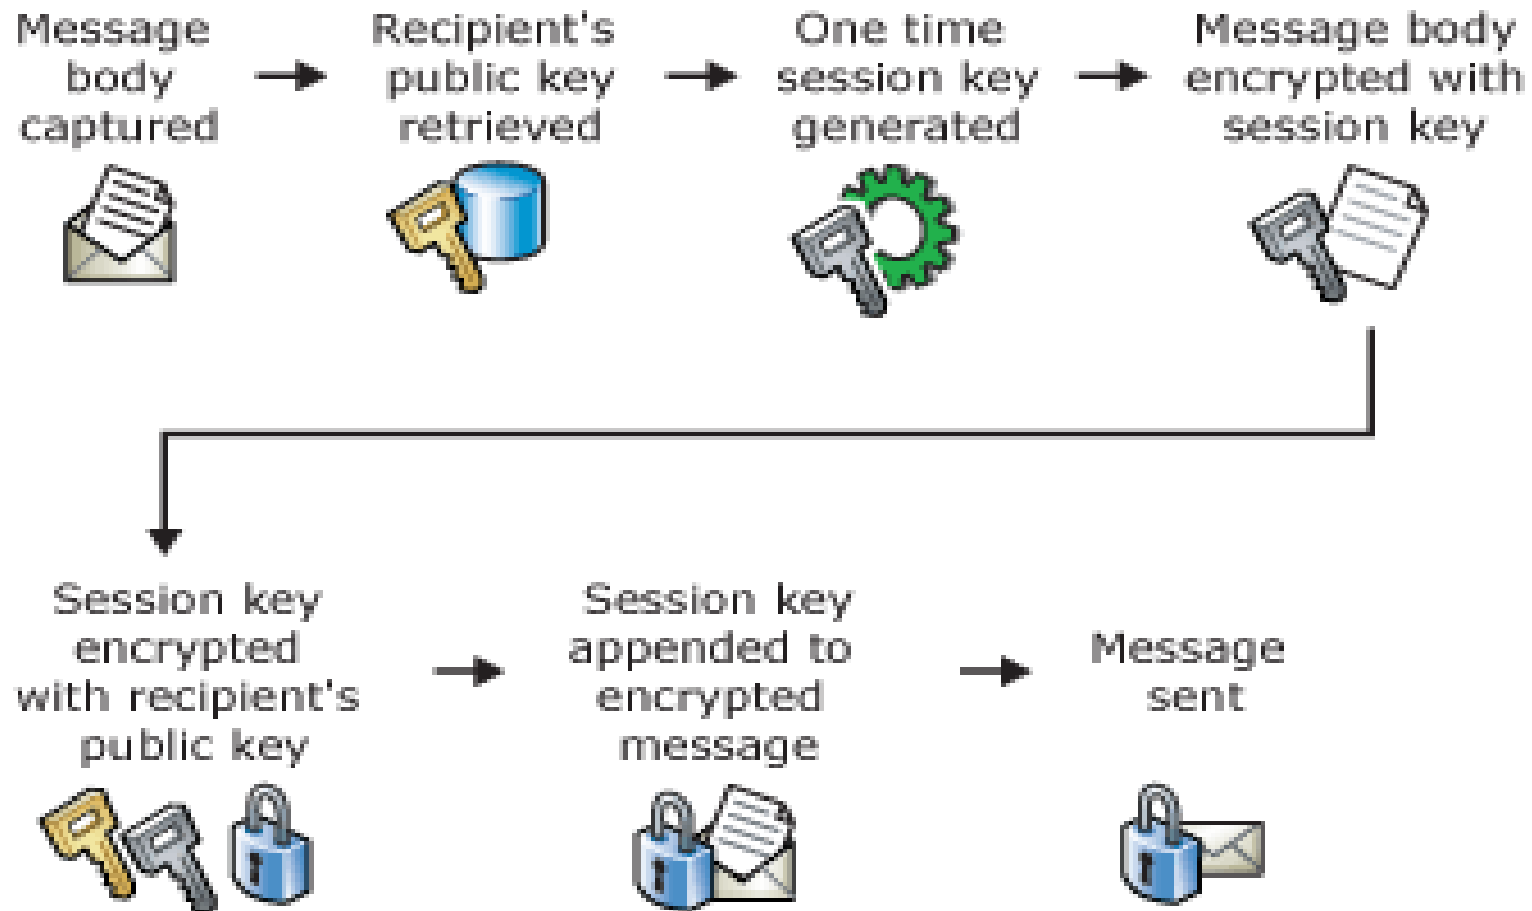 Message
body
captured
Recipient's
public key
retrieved
One time
session key
generated
Message body
encrypted with
session key
Session key
encrypted
with recipient's
public key
Session key
appended to
encrypted
message
Message
sent